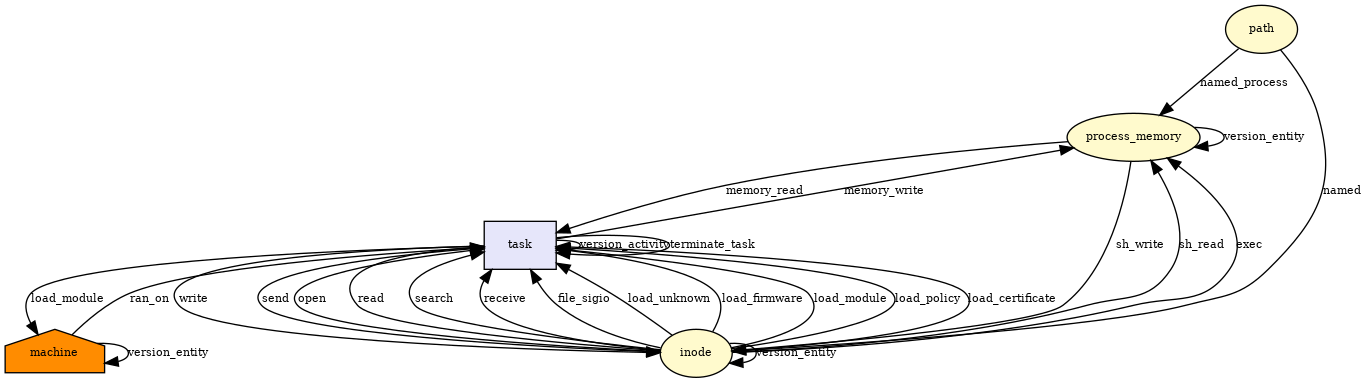 path
named_process
process_memory
version_entity
memory_read
memory_write
named
task
version_activity
terminate_task
sh_write
sh_read
exec
load_module
ran_on
write
send
open
read
search
receive
file_sigio
load_unknown
load_firmware
load_module
load_policy
load_certificate
machine
version_entity
inode
version_entity